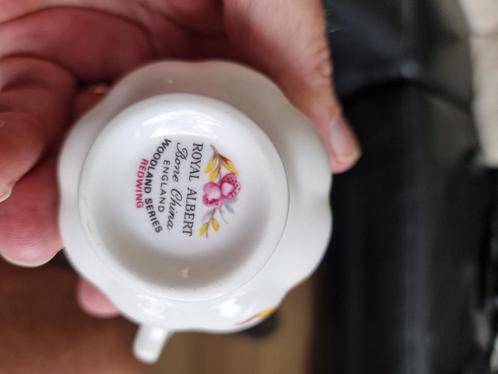 ROYAL ALBERT
Bone China
ENGLAND
WOODLAND SERIES
REDWING